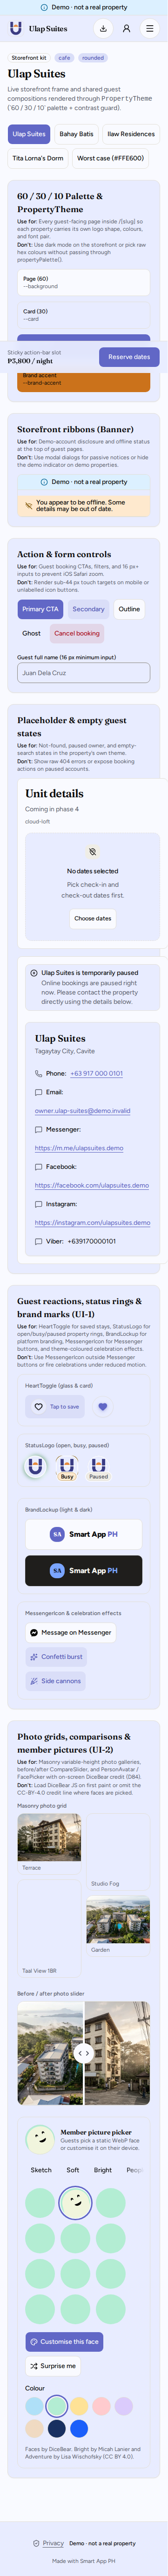 Demo · not a real property
Ulap Suites
Storefront kit
cafe
rounded
Ulap Suites
Live storefront frame and shared guest
compositions rendered through PropertyTheme
('60 / 30 / 10' palette + contrast guard).
Ulap Suites
Bahay Batis
Ilaw Residences
Tita Lorna's Dorm
Worst case (#FFE600)
60 / 30 / 10 Palette &
PropertyTheme
Use for: Every guest-facing page inside /[slug] so
each property carries its own logo shape, colours,
and font pair.
Don't: Use dark mode on the storefront or pick raw
hex colours without passing through
propertyPalette().
Page (60)
--background
Card (30)
--card
Sticky action-bar slot
₱5,800 / night
Reserve dates
Brand accent
--brand-accent
Storefront ribbons (Banner)
Use for: Demo-account disclosure and offline status
at the top of guest pages.
Don't: Use modal dialogs for passive notices or hide
the demo indicator on demo properties.
Demo · not a real property
You appear to be offline. Some
details may be out of date.
Action & form controls
Use for: Guest booking CTAs, filters, and 16 px+
inputs to prevent iOS Safari zoom.
Don't: Render sub-44 px touch targets on mobile or
unlabelled icon buttons.
Primary CTA
Secondary
Outline
Ghost
Cancel booking
Guest full name (16 px minimum input)
Juan Dela Cruz
Placeholder & empty guest
states
Use for: Not-found, paused owner, and empty-
search states in the property's own theme.
Don't: Show raw 404 errors or expose booking
actions on paused accounts.
Unit details
Coming in phase 4
cloud-loft
No dates selected
Pick check-in and
check-out dates first.
Choose dates
Ulap Suites is temporarily paused
Online bookings are paused right
now. Please contact the property
directly using the details below.
Ulap Suites
Tagaytay City, Cavite
Phone: +63 917 000 0101
Email:
owner.ulap-suites@demo.invalid
Messenger:
https://m.me/ulapsuites.demo
Facebook:
https://facebook.com/ulapsuites.demo
Instagram:
https://instagram.com/ulapsuites.demo
Viber: +639170000101
Guest reactions, status rings &
brand marks (UI-1)
Use for: HeartToggle for saved stays, StatusLogo for
open/busy/paused property rings, BrandLockup for
platform branding, MessengerIcon for Messenger
buttons, and theme-coloured celebration effects.
Don't: Use MessengerIcon outside Messenger
buttons or fire celebrations under reduced motion.
HeartToggle (glass & card)
Tap to save
StatusLogo (open, busy, paused)
Busy
Paused
BrandLockup (light & dark)
SA Smart App PH
SA Smart App PH
MessengerIcon & celebration effects
Message on Messenger
Confetti burst
Side cannons
Photo grids, comparisons &
member pictures (UI-2)
Use for: Masonry variable-height photo galleries,
before/after CompareSlider, and PersonAvatar /
FacePicker with on-screen DiceBear credit (D84).
Don't: Load DiceBear JS on first paint or omit the
CC-BY-4.0 credit line where faces are picked.
Masonry photo grid
Terrace
Studio Fog
Taal View 1BR
Garden
Before / after photo slider
Member picture picker
Guests pick a static WebP face
or customise it on their device.
Sketch
Soft
Bright
Customise this face
Surprise me
Colour
Faces by DiceBear. Bright by Micah Lanier and
Adventure by Lisa Wischofsky (CC BY 4.0).
Privacy
Demo · not a real property
Made with Smart App PH